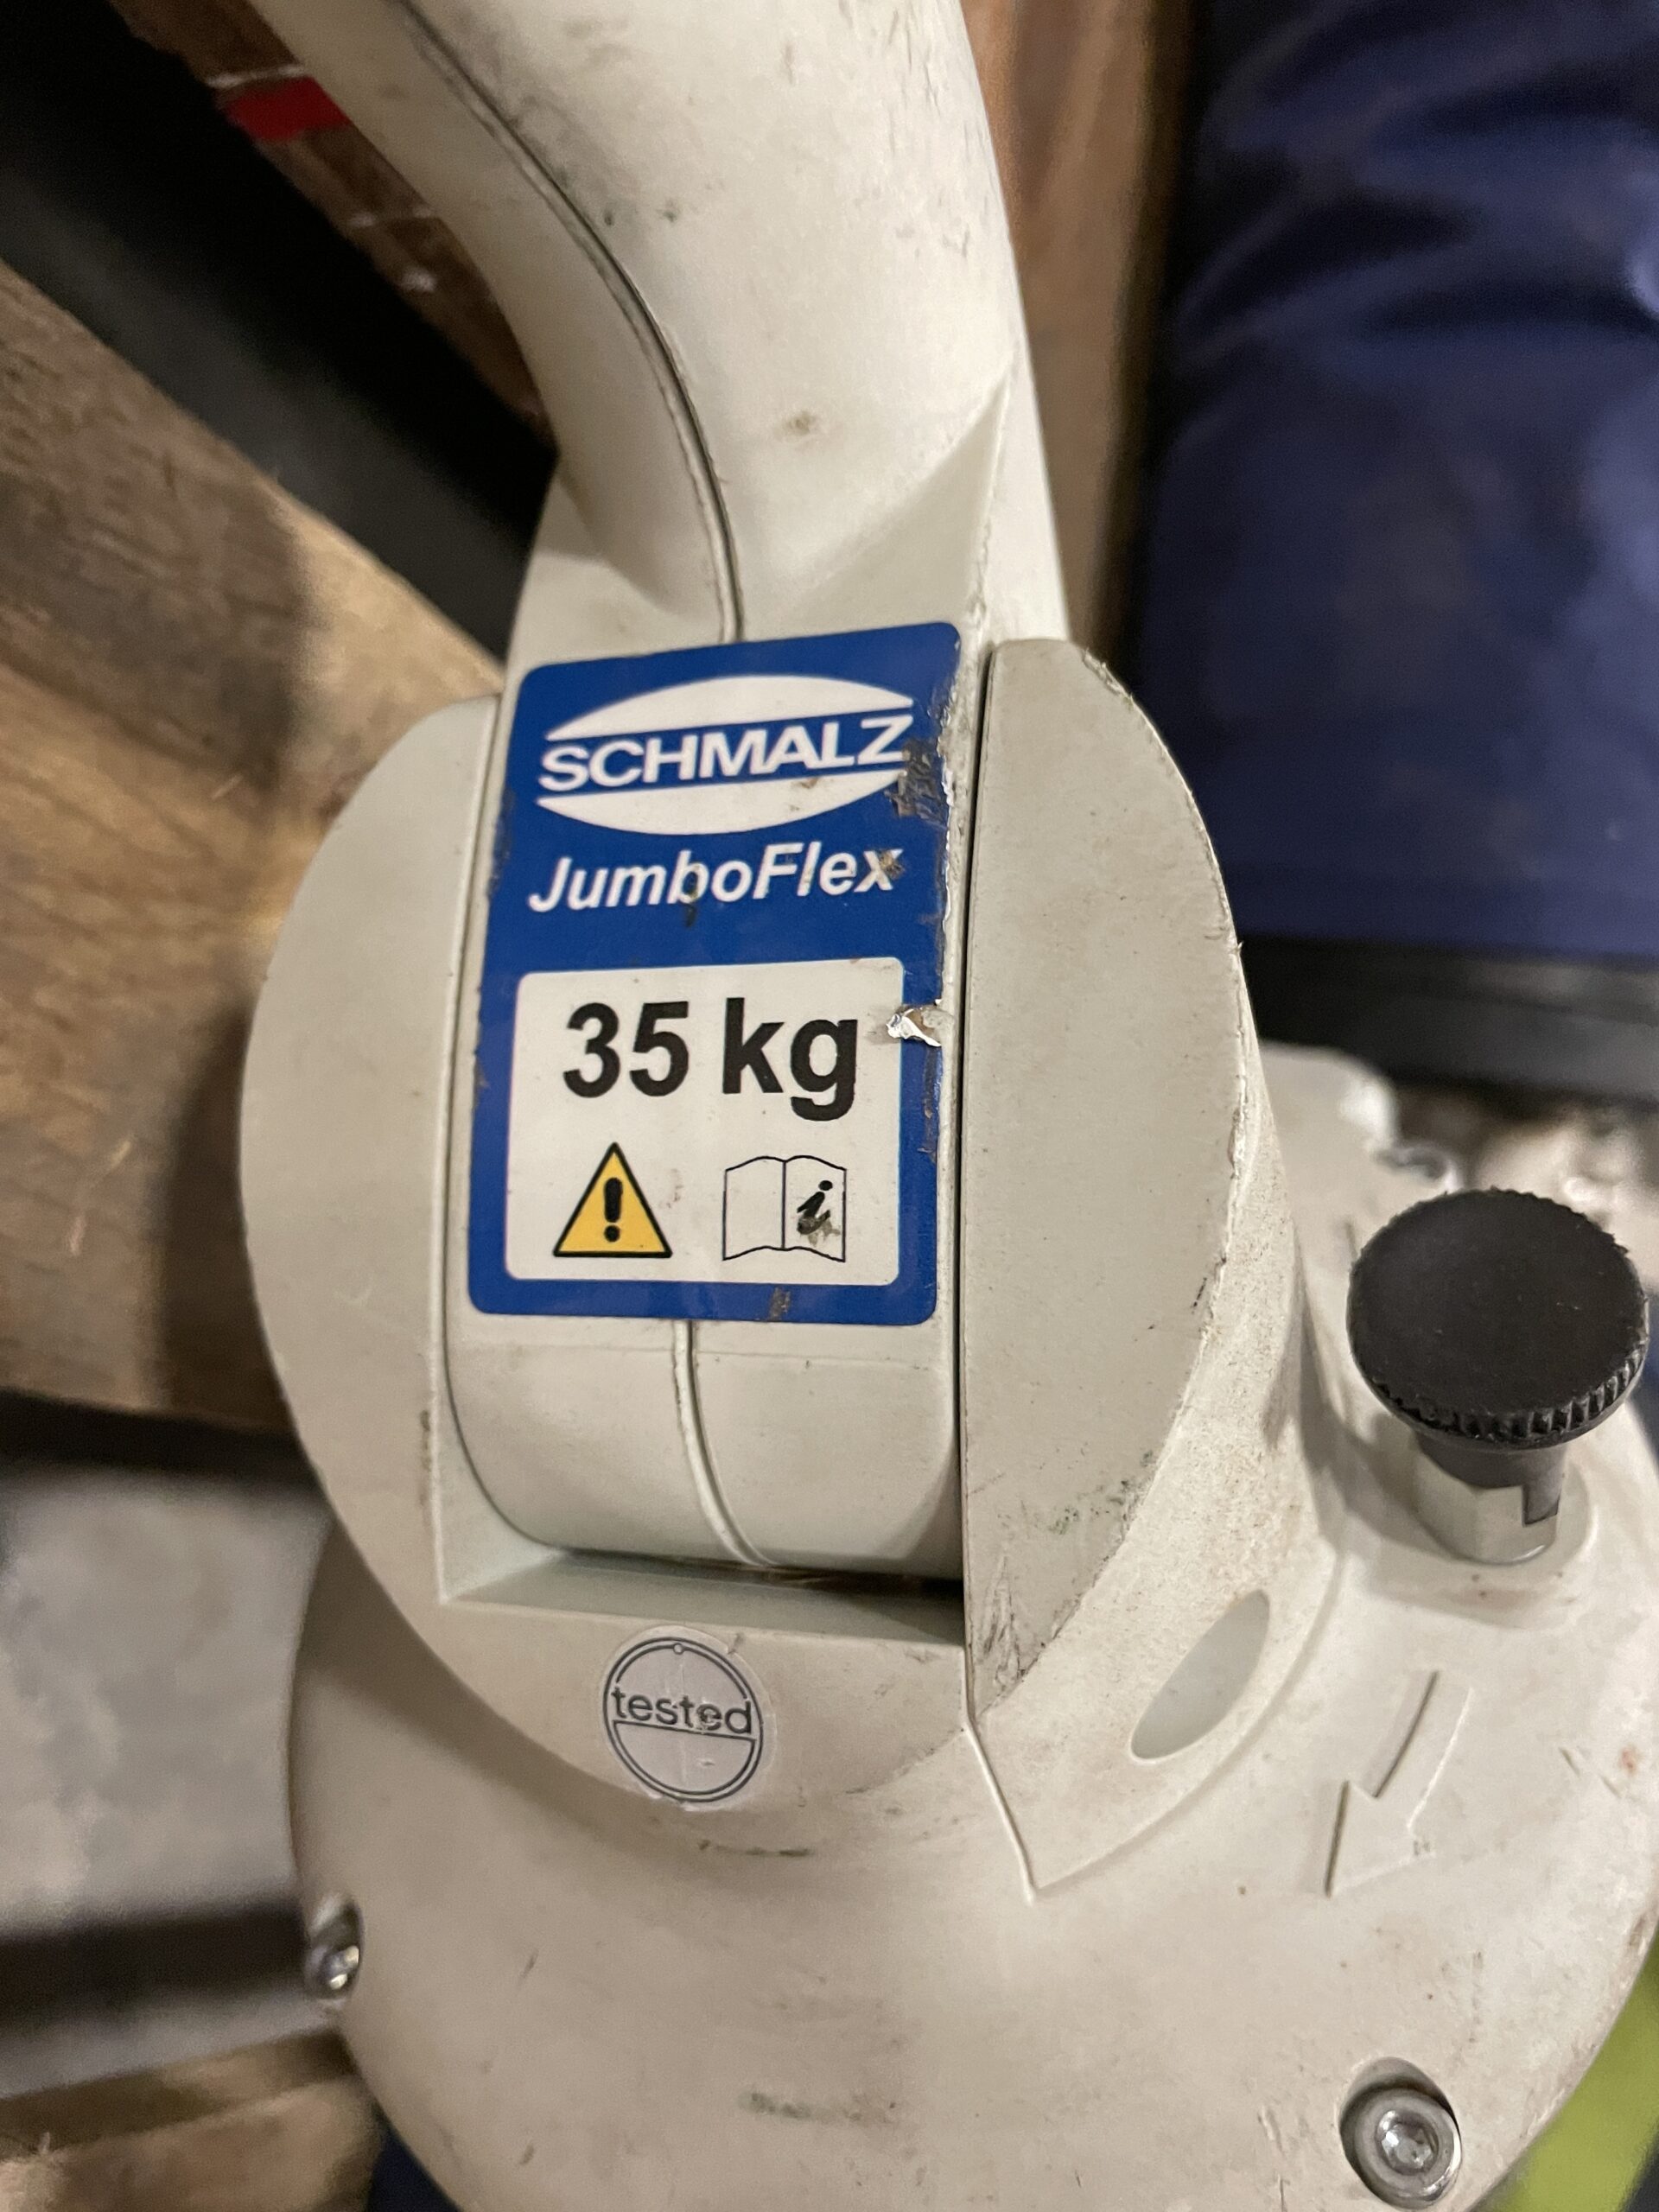 SCHMALZ
JumboFlex
35 kg
tested